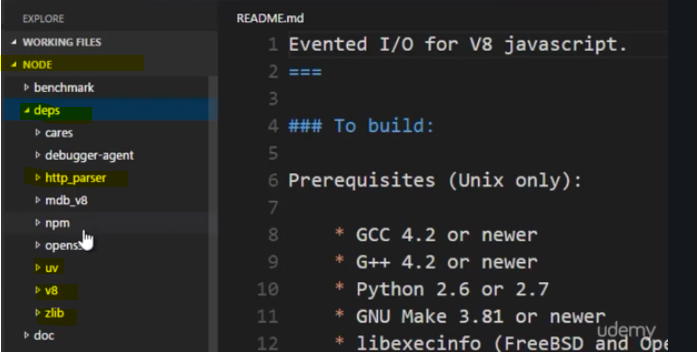 EXPLORE
WORKING FILES
NODE
benchmark
deps
cares
debugger-agent
http_parser
mdb_v8
npm
uv
v8
zlib
doc
README.md
1 Evented I/O for V8 javascript.
2 ===
3
4 ### To build:
5
6 Prerequisites (Unix only):
7
8 * GCC 4.2 or newer
9 * G++ 4.2 or newer
10 * Python 2.6 or 2.7
11 * GNU Make 3.81 or newer
12 * libexecinfo (FreeBSD and Ope
udemy